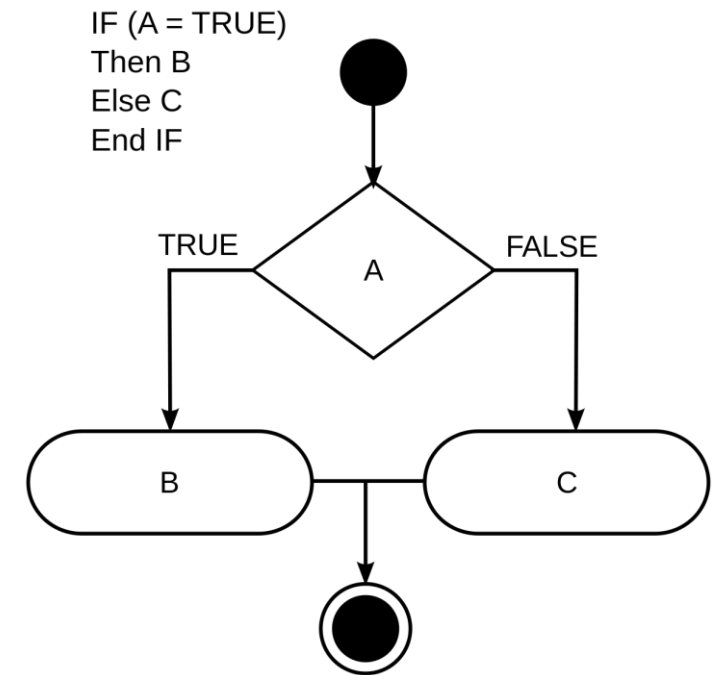 IF (A = TRUE)
Then B
Else C
End IF
TRUE
FALSE
A
B
C